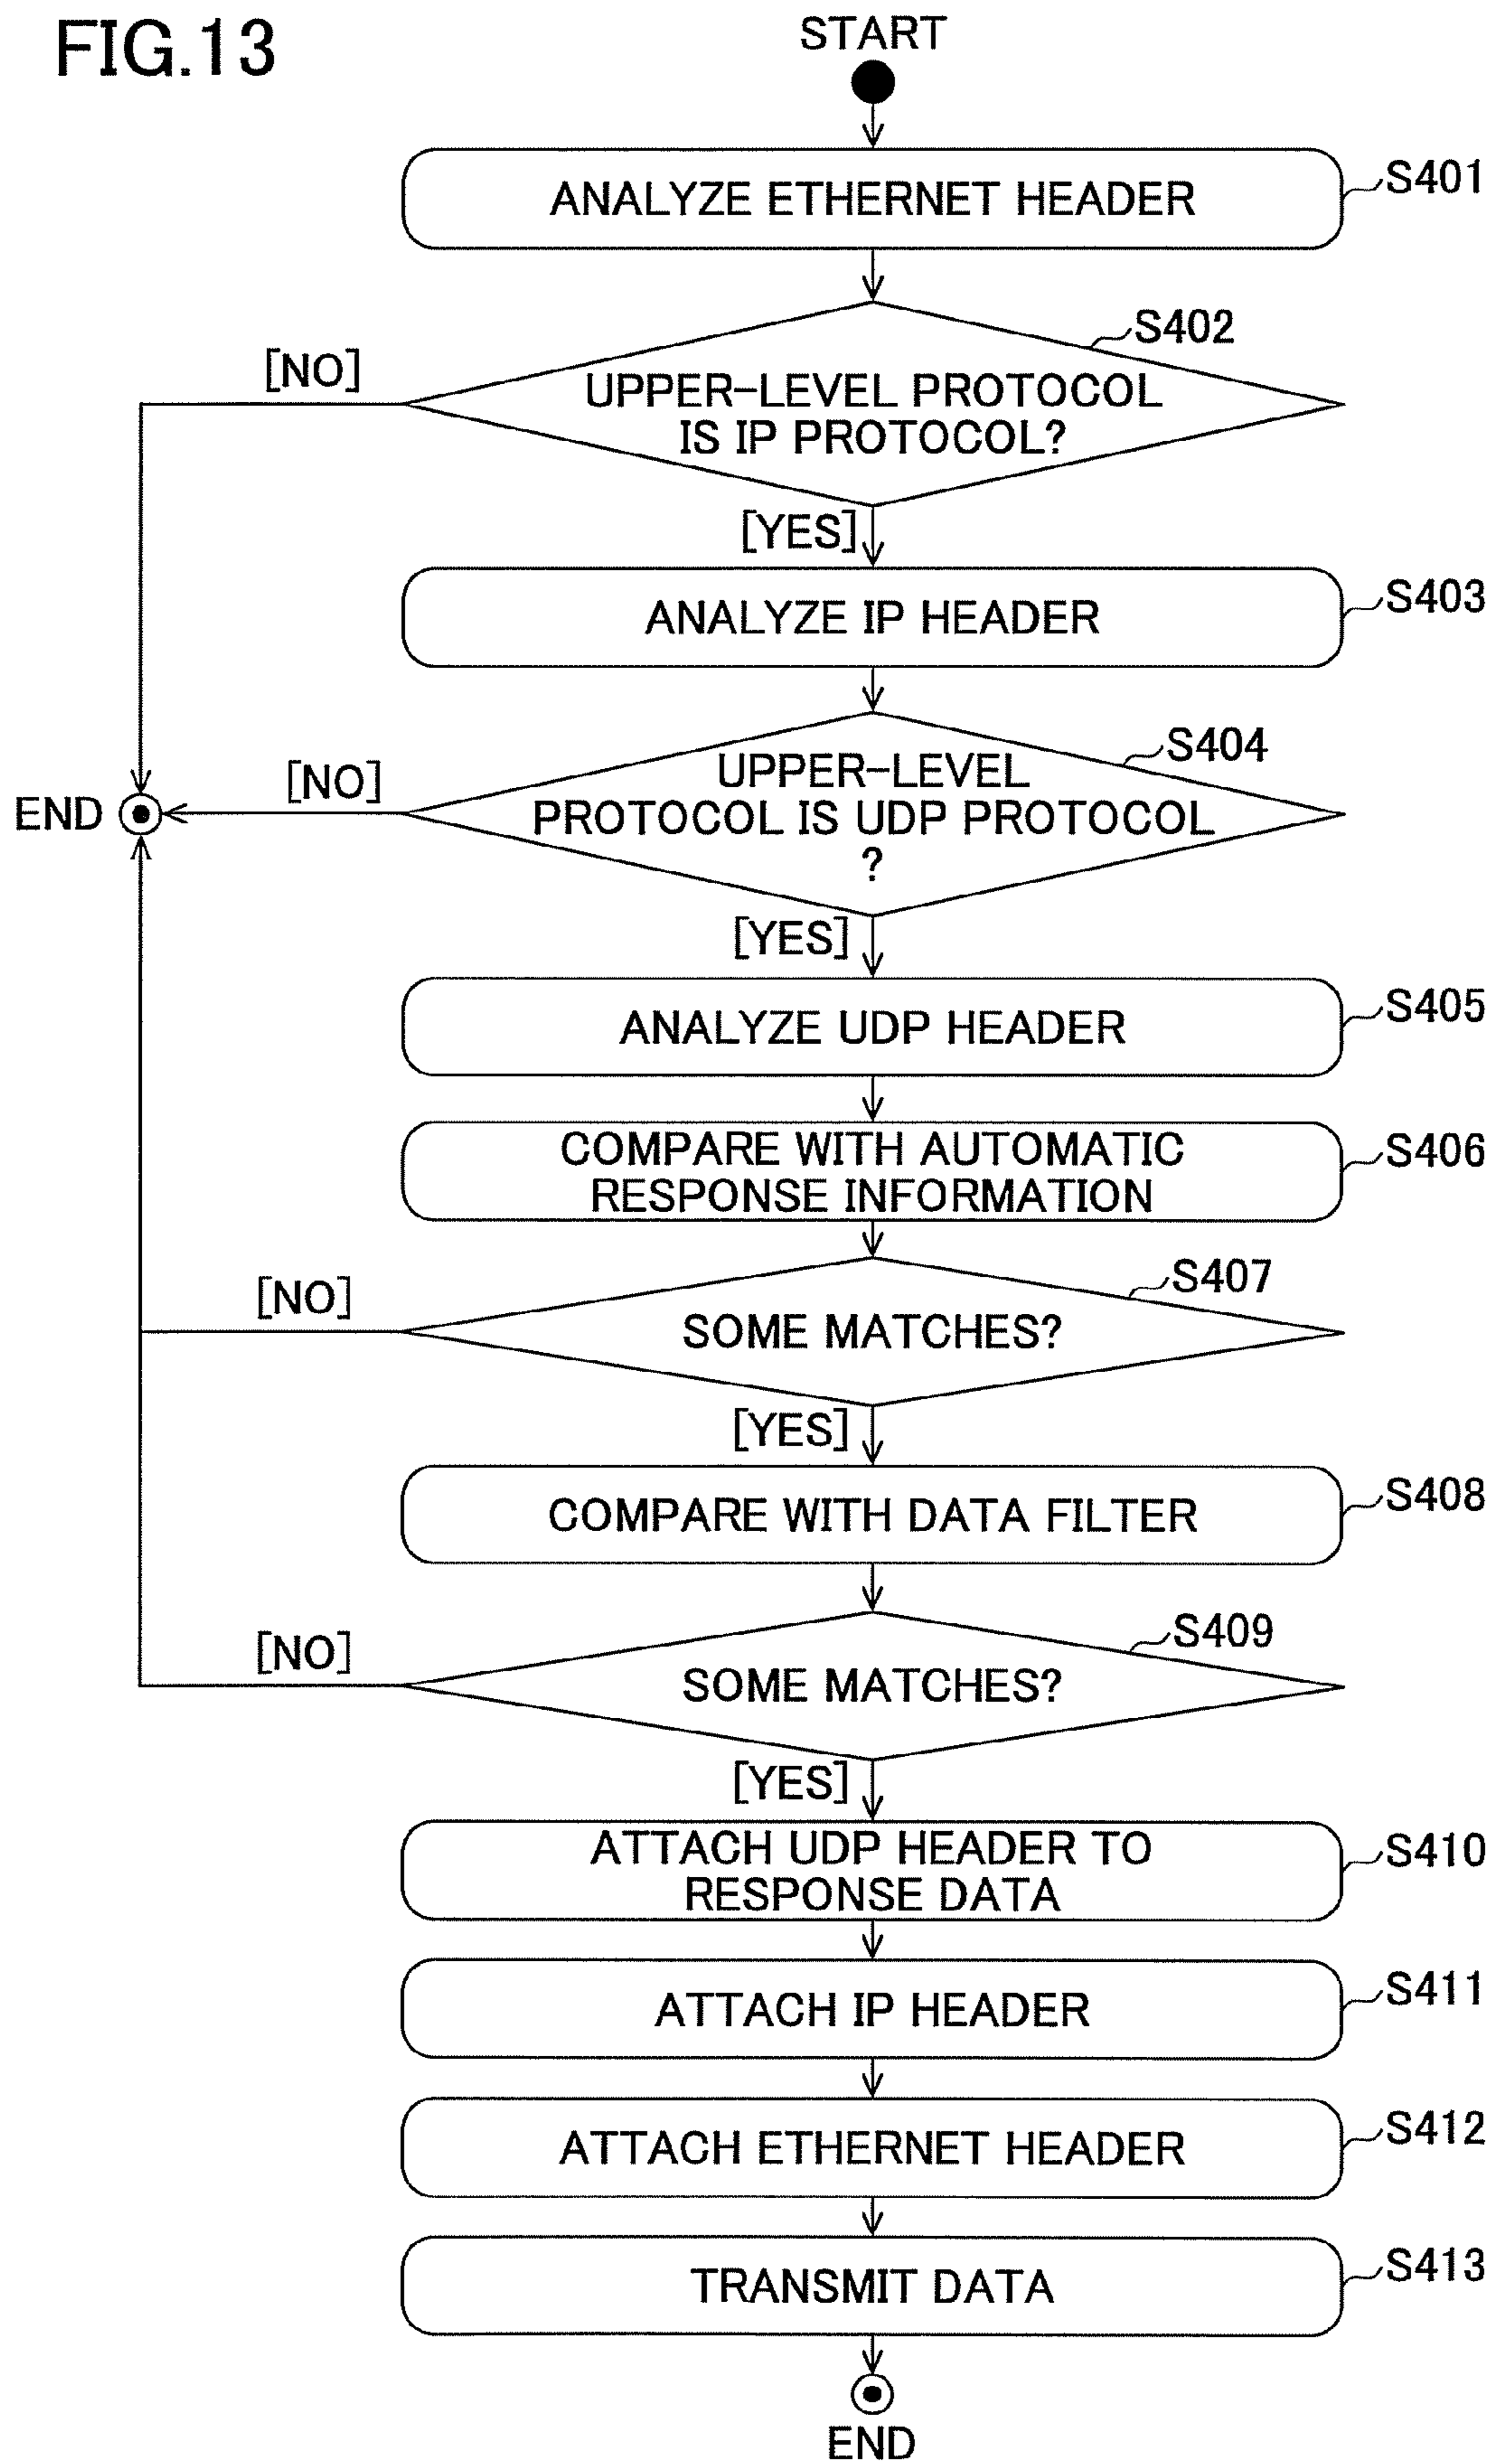 FIG.13
START
ANALYZE ETHERNET HEADER
S401
S402
[NO]
UPPER-LEVEL PROTOCOL
IS IP PROTOCOL?
[YES]
ANALYZE IP HEADER
S403
S404
[NO]
UPPER-LEVEL
PROTOCOL IS UDP PROTOCOL
?
END
[YES]
ANALYZE UDP HEADER
S405
COMPARE WITH AUTOMATIC
RESPONSE INFORMATION
S406
S407
[NO]
SOME MATCHES?
[YES]
COMPARE WITH DATA FILTER
S408
S409
[NO]
SOME MATCHES?
[YES]
ATTACH UDP HEADER TO
RESPONSE DATA
S410
ATTACH IP HEADER
S411
ATTACH ETHERNET HEADER
S412
TRANSMIT DATA
S413
END